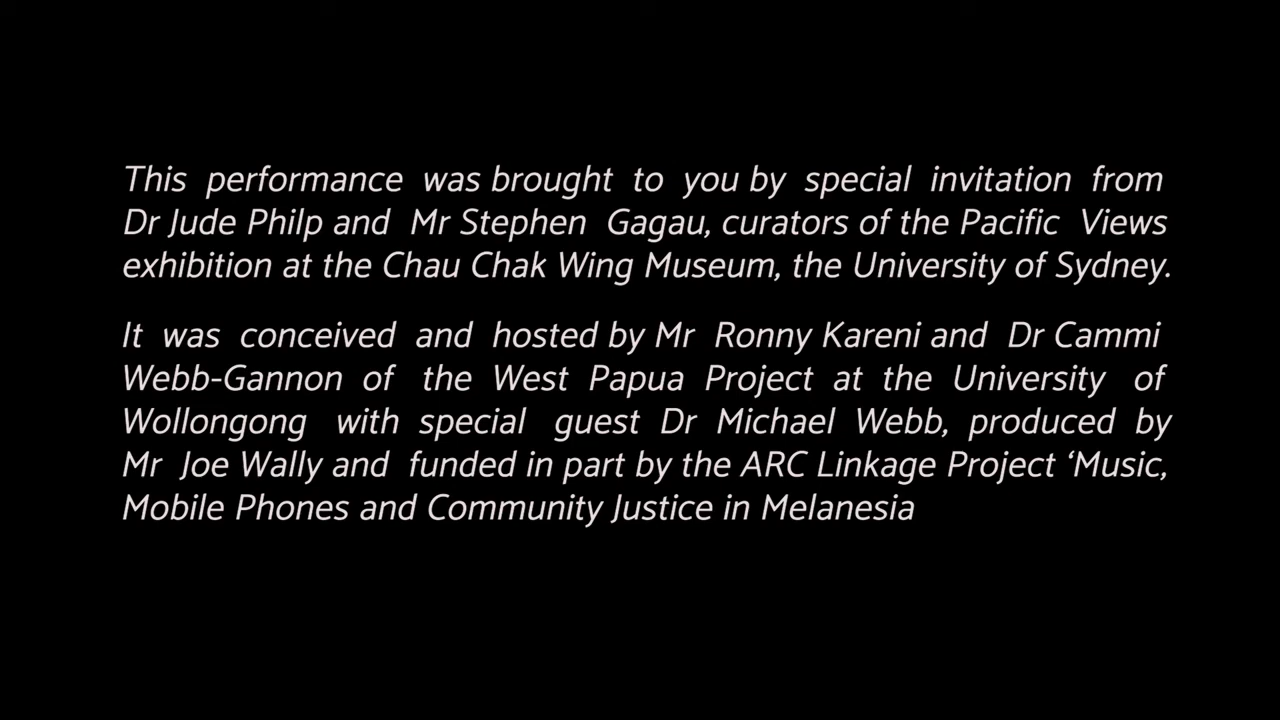 This performance was brought to you by special invitation from
Dr Jude Philp and Mr Stephen Gagau, curators of the Pacific Views
exhibition at the Chau Chak Wing Museum, the University of Sydney.
It was conceived and hosted by Mr Ronny Kareni and Dr Cammi
Webb-Gannon of the West Papua Project at the University of
Wollongong with special guest Dr Michael Webb, produced by
Mr Joe Wally and funded in part by the ARC Linkage Project ‘Music,
Mobile Phones and Community Justice in Melanesia